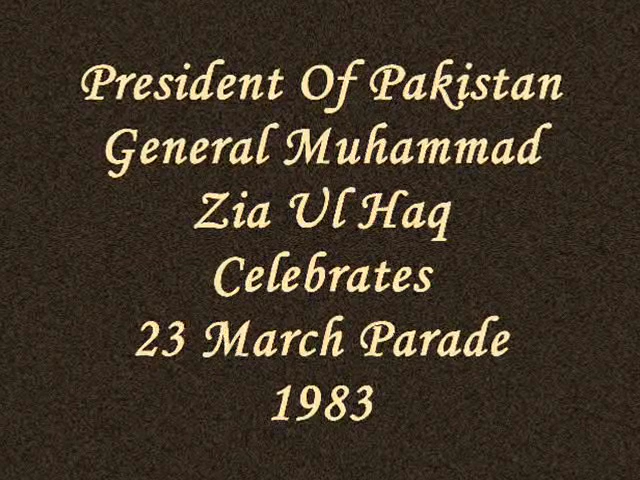 President Of Pakistan
General Muhammad
Zia Ul Haq
Celebrates
23 March Parade
1983